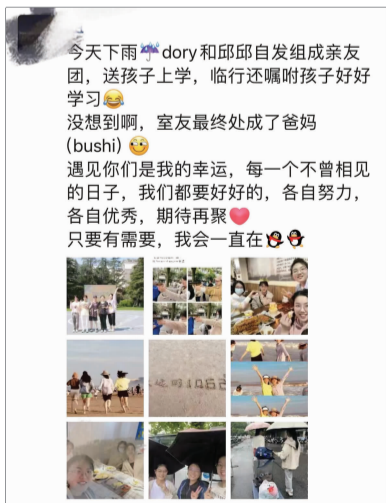 今天下雨☔dory和邱邱自发组成亲友
团，送孩子上学，临行还嘱咐孩子好好
学习😂
没想到啊，室友最终处成了爸妈
(bushi) 🤪
遇见你们是我的幸运，每一个不曾相见
的日子，我们都要好好的，各自努力，
各自优秀，期待再聚❤️
只要有需要，我会一直在🐧🐧